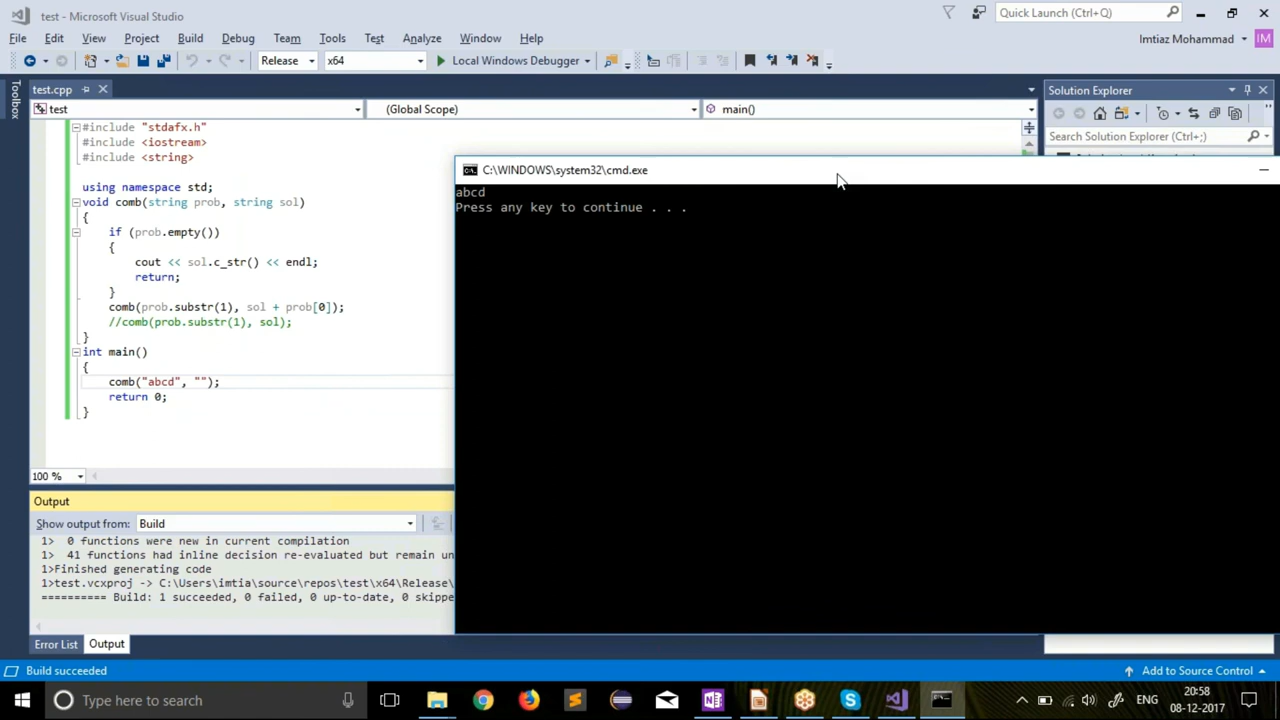 test - Microsoft Visual Studio
Quick Launch (Ctrl+Q)
File Edit View Project Build Debug Team Tools Test Analyze Window Help
Imtiaz Mohammad IM
Release x64 Local Windows Debugger
Toolbox
test.cpp
Solution Explorer
test (Global Scope) main()
Search Solution Explorer (Ctrl+;)
#include "stdafx.h"
#include <iostream>
#include <string>
using namespace std;
void comb(string prob, string sol)
{
if (prob.empty())
{
cout << sol.c_str() << endl;
return;
}
comb(prob.substr(1), sol + prob[0]);
//comb(prob.substr(1), sol);
}
int main()
{
comb("abcd", "");
return 0;
}
C:\WINDOWS\system32\cmd.exe
abcd
Press any key to continue . . .
100 %
Output
Show output from: Build
1> 0 functions were new in current compilation
1> 41 functions had inline decision re-evaluated but remain un
1>Finished generating code
1>test.vcxproj -> C:\Users\imtia\source\repos\test\x64\Release\
========== Build: 1 succeeded, 0 failed, 0 up-to-date, 0 skippe
Error List Output
Build succeeded
Add to Source Control
Type here to search
ENG
20:58
08-12-2017